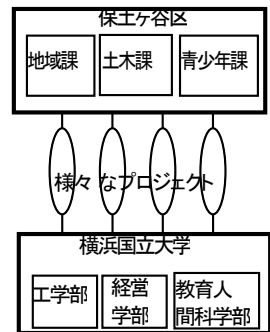 保土ヶ谷区
地域課 土木課 青少年課
様々なプロジェクト
横浜国立大学
工学部
経営
学部
教育人
間科学部